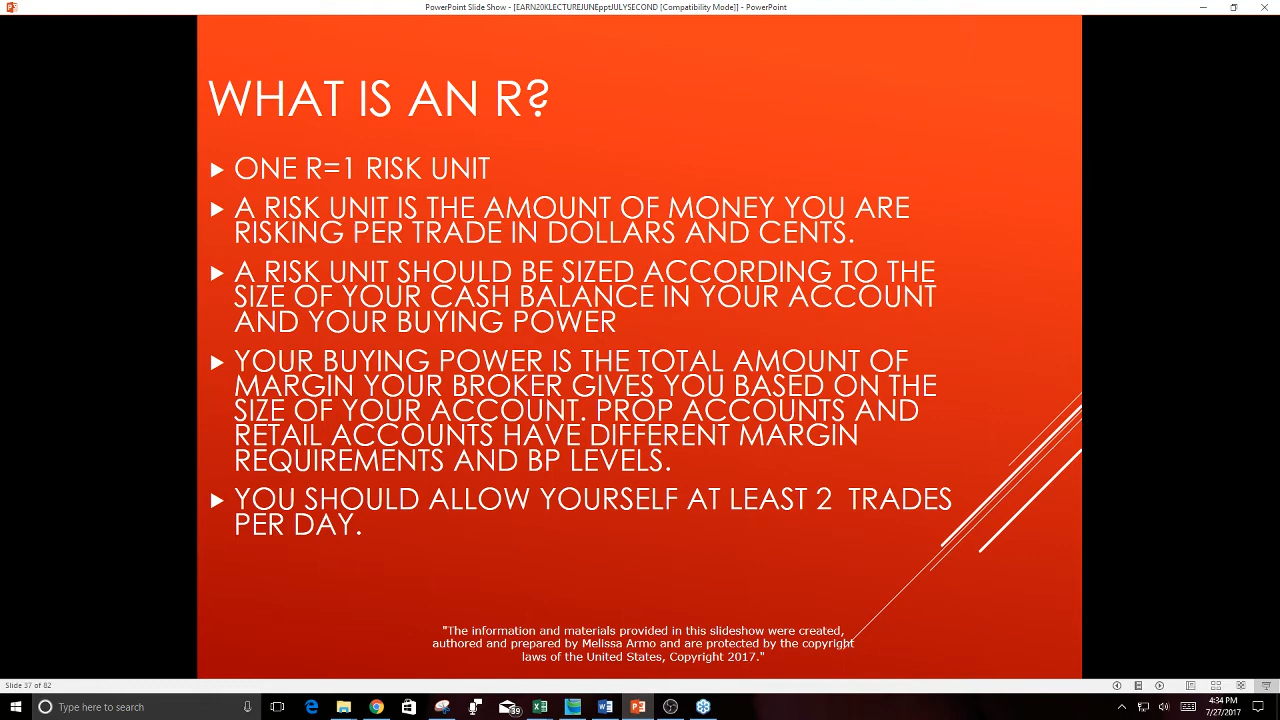 PowerPoint Slide Show - [EARN20KLECTUREJUNEpptJULYSECOND [Compatibility Mode]] - PowerPoint
WHAT IS AN R?
ONE R=1 RISK UNIT
A RISK UNIT IS THE AMOUNT OF MONEY YOU ARE
RISKING PER TRADE IN DOLLARS AND CENTS.
A RISK UNIT SHOULD BE SIZED ACCORDING TO THE
SIZE OF YOUR CASH BALANCE IN YOUR ACCOUNT
AND YOUR BUYING POWER
YOUR BUYING POWER IS THE TOTAL AMOUNT OF
MARGIN YOUR BROKER GIVES YOU BASED ON THE
SIZE OF YOUR ACCOUNT. PROP ACCOUNTS AND
RETAIL ACCOUNTS HAVE DIFFERENT MARGIN
REQUIREMENTS AND BP LEVELS.
YOU SHOULD ALLOW YOURSELF AT LEAST 2 TRADES
PER DAY.
"The information and materials provided in this slideshow were created,
authored and prepared by Melissa Armo and are protected by the copyright
laws of the United States, Copyright 2017."
Slide 37 of 82
Type here to search
38
4:34 PM
7/27/2017